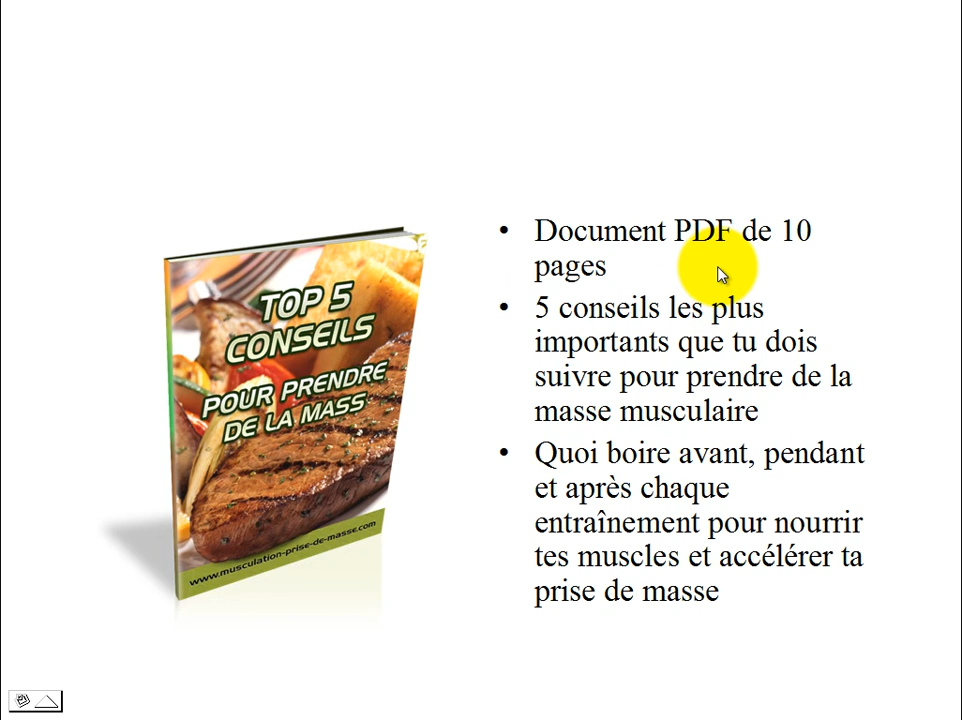 TOP 5
CONSEILS
POUR PRENDRE
DE LA MASS
www.musculation-prise-de-masse.com
• Document PDF de 10
pages
• 5 conseils les plus
importants que tu dois
suivre pour prendre de la
masse musculaire
• Quoi boire avant, pendant
et après chaque
entraînement pour nourrir
tes muscles et accélérer ta
prise de masse